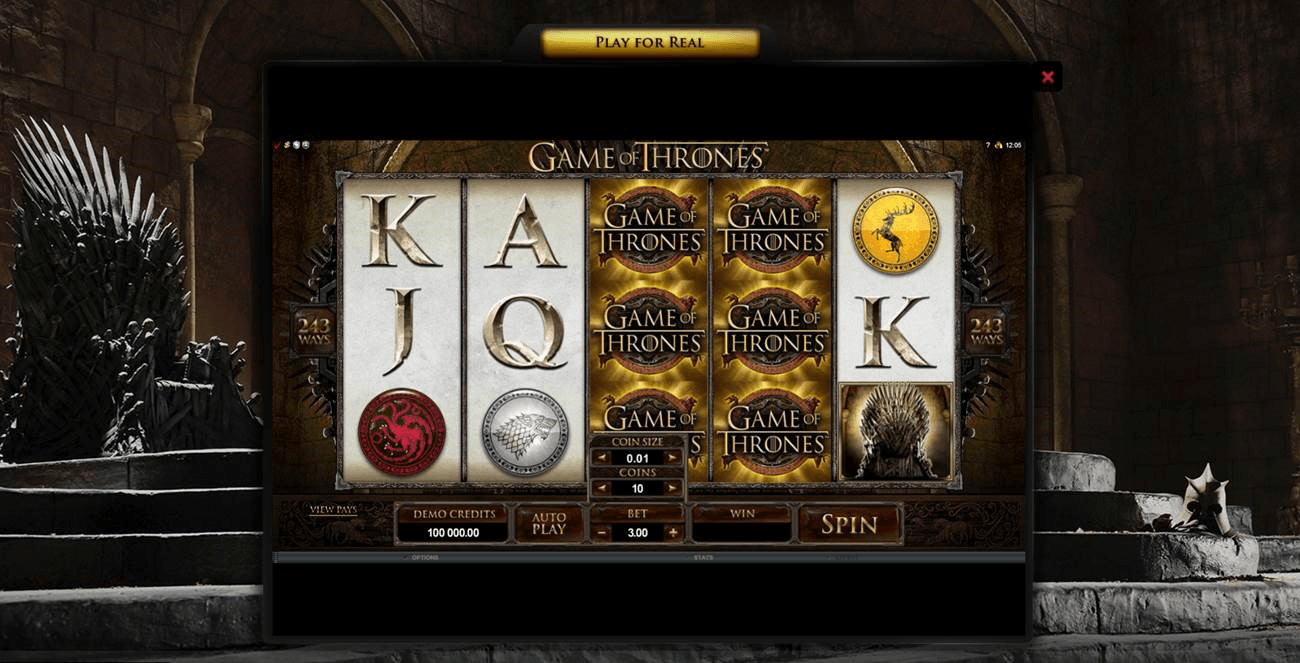 PLAY FOR REAL
GAME OF THRONES
? 12:05
K
A
GAME OF
THRONES
GAME OF
THRONES
J
Q
GAME OF
THRONES
GAME OF
THRONES
K
243
WAYS
243
WAYS
GAME OF
GAME OF
THRONES
COIN SIZE
0.01
COINS
10
VIEW PAYS
DEMO CREDITS
100 000.00
AUTO
PLAY
BET
3.00
WIN
SPIN
OPTIONS
STATS